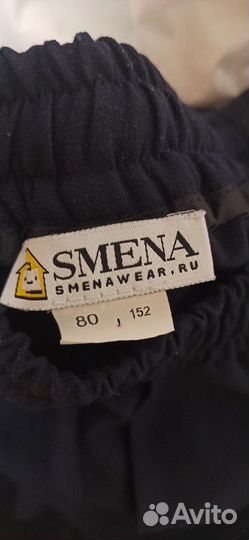 SMENA
SMENAWEAR.RU
80 , 152
Avito